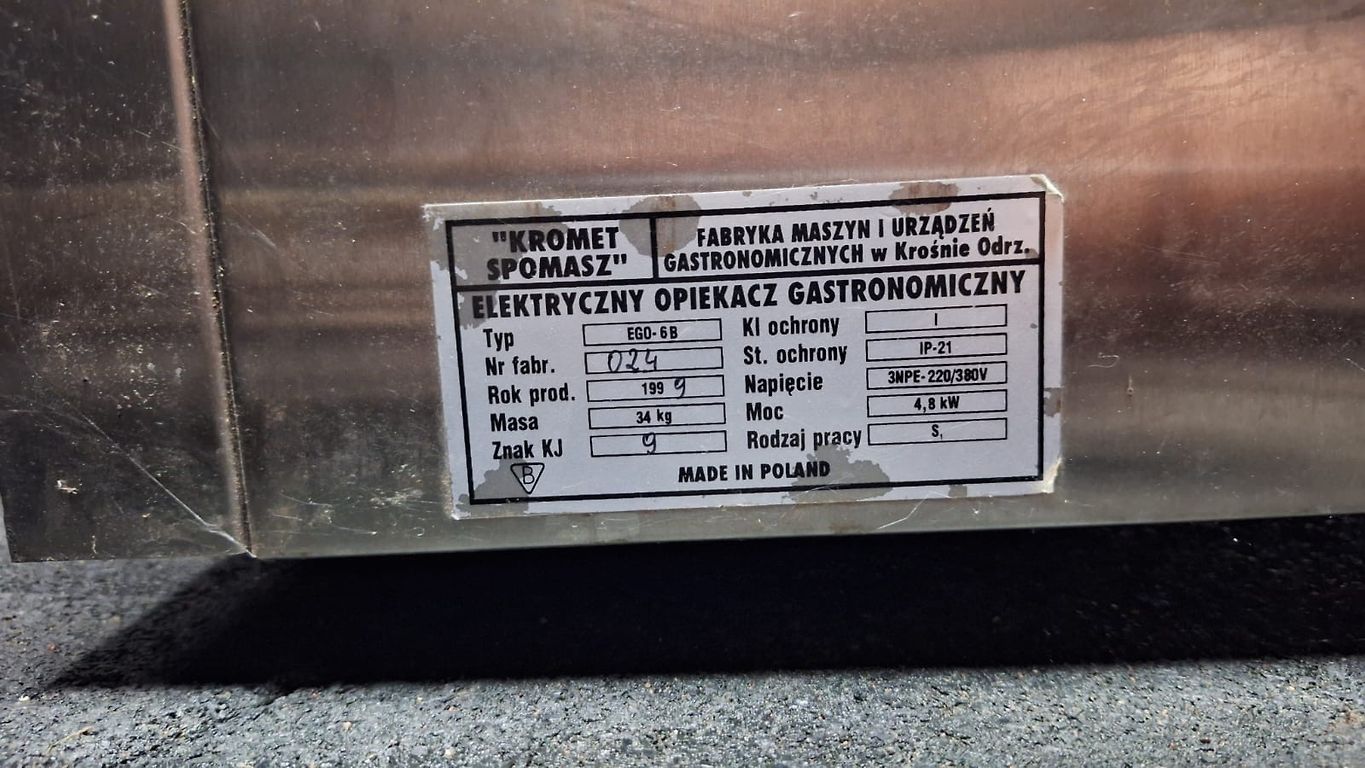 "KROMET
SPOMASZ"
FABRYKA MASZYN I URZĄDZEŃ
GASTRONOMICZNYCH w Krośnie Odrz.
ELEKTRYCZNY OPIEKACZ GASTRONOMICZNY
Typ EGO-6B
Nr fabr. 024
Rok prod. 1999
Masa 34 kg
Znak KJ 9
B
Kl ochrony I
St. ochrony IP-21
Napięcie 3NPE-220/380V
Moc 4,8 kW
Rodzaj pracy S₁
MADE IN POLAND